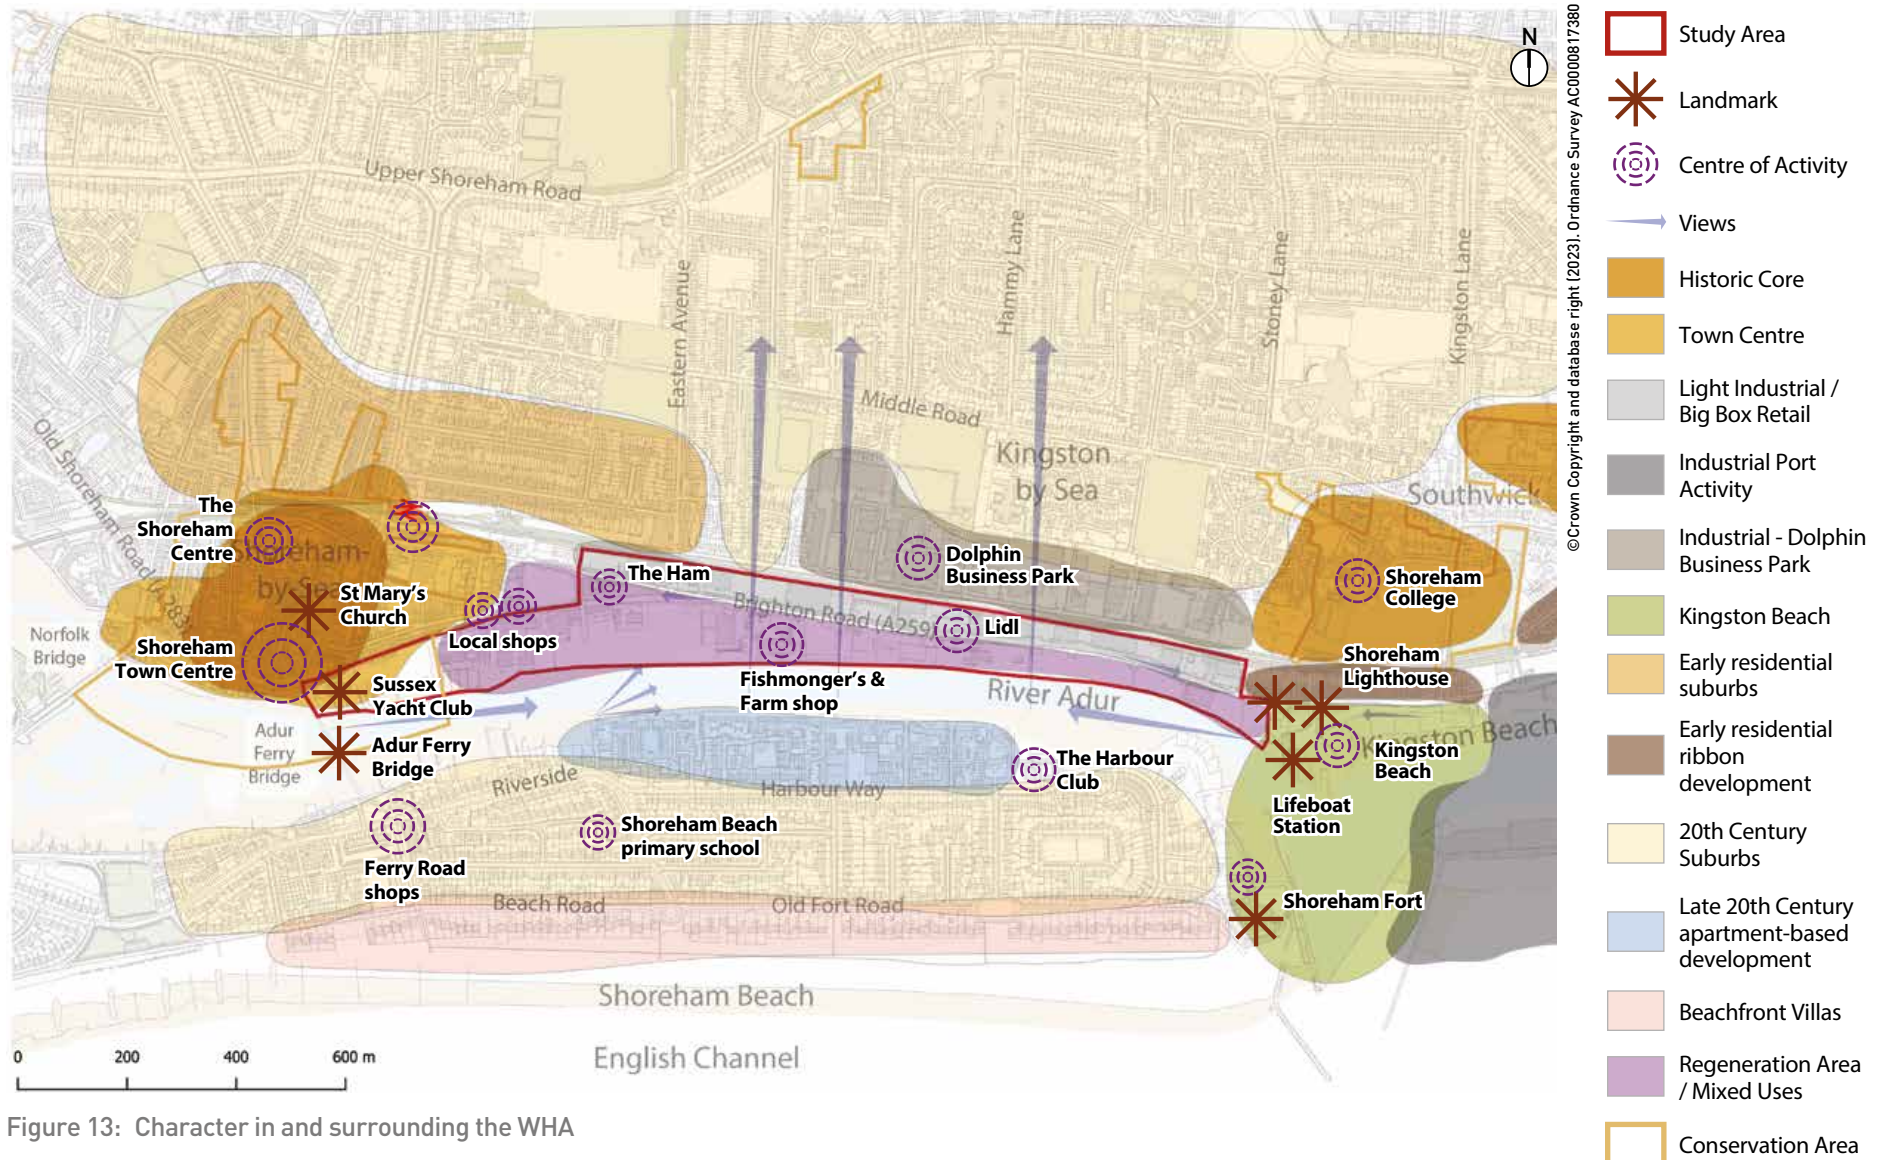 Upper Shoreham Road
Eastern Avenue
Hammy Lane
Stoney Lane
Kingston Lane
Middle Road
Kingston
by Sea
Southwick
Old Shoreham Road (A283)
The
Shoreham
Centre
Shoreham-
by-Sea
St Mary's
Church
Norfolk
Bridge
Shoreham
Town Centre
Local shops
The Ham
Dolphin
Business Park
Brighton Road (A259)
Lidl
Shoreham
College
Sussex
Yacht Club
Fishmonger's &
Farm shop
River Adur
Shoreham
Lighthouse
Adur
Ferry
Bridge
Adur Ferry
Bridge
Kingston Beach
Kingston
Beach
Riverside
Harbour Way
The Harbour
Club
Lifeboat
Station
Shoreham Beach
primary school
Ferry Road
shops
Beach Road
Old Fort Road
Shoreham Fort
Shoreham Beach
English Channel
0 200 400 600 m
N
©Crown Copyright and database right (2023). Ordnance Survey AC0000817380
Study Area
Landmark
Centre of Activity
Views
Historic Core
Town Centre
Light Industrial /
Big Box Retail
Industrial Port
Activity
Industrial - Dolphin
Business Park
Kingston Beach
Early residential
suburbs
Early residential
ribbon
development
20th Century
Suburbs
Late 20th Century
apartment-based
development
Beachfront Villas
Regeneration Area
/ Mixed Uses
Conservation Area
Figure 13: Character in and surrounding the WHA